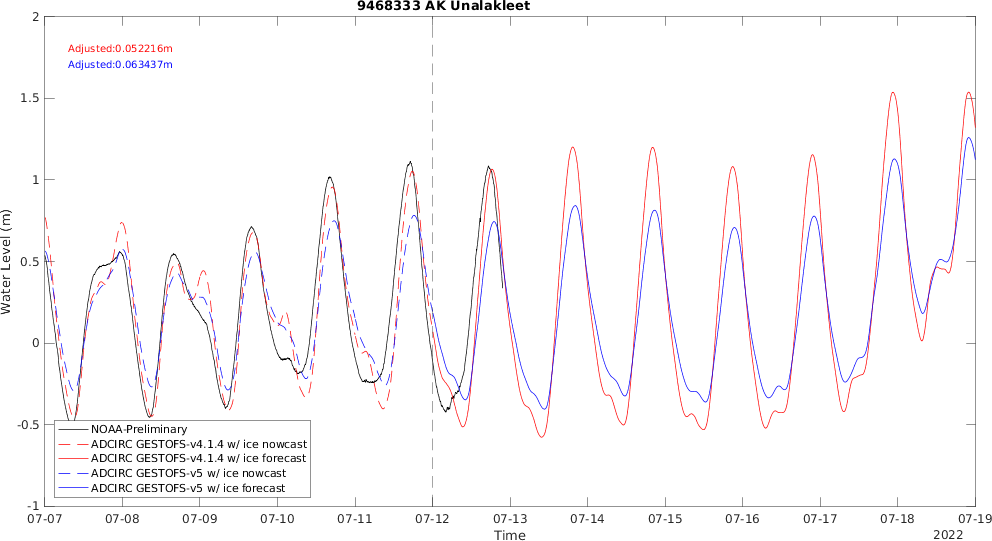 9468333 AK Unalakleet
Adjusted:0.052216m
Adjusted:0.063437m
Water Level (m)
2
1.5
1
0.5
0
-0.5
-1
NOAA-Preliminary
ADCIRC GESTOFS-v4.1.4 w/ ice nowcast
ADCIRC GESTOFS-v4.1.4 w/ ice forecast
ADCIRC GESTOFS-v5 w/ ice nowcast
ADCIRC GESTOFS-v5 w/ ice forecast
07-07 07-08 07-09 07-10 07-11 07-12 07-13 07-14 07-15 07-16 07-17 07-18 07-19
Time
2022